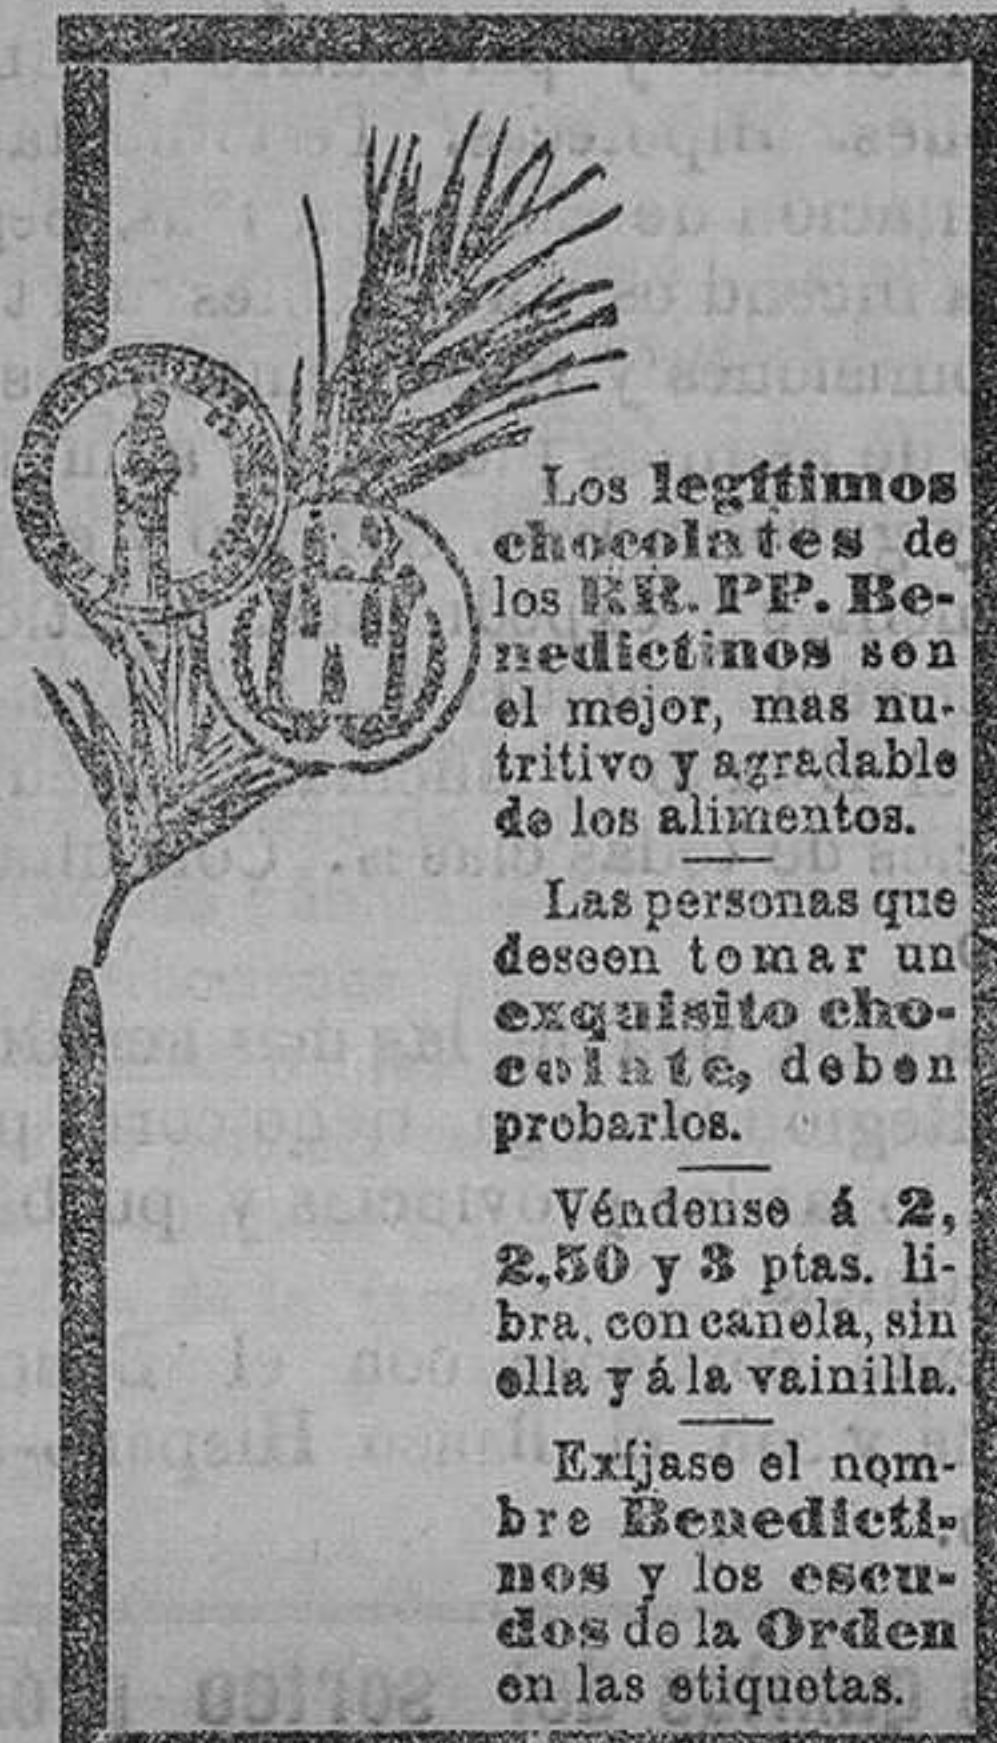 Los legítimos
chocolates de
los RR. PP. Be-
nedictinos son
el mejor, mas nu-
tritivo y agradable
de los alimentos.
Las personas que
deseen tomar un
exquisito cho-
colate, deben
probarlos.
Véndense á 2,
2,50 y 3 ptas. li-
bra, con canela, sin
ella y á la vainilla.
Exíjase el nom-
bre Benedicti-
nos y los escu-
dos de la Orden
en las etiquetas.